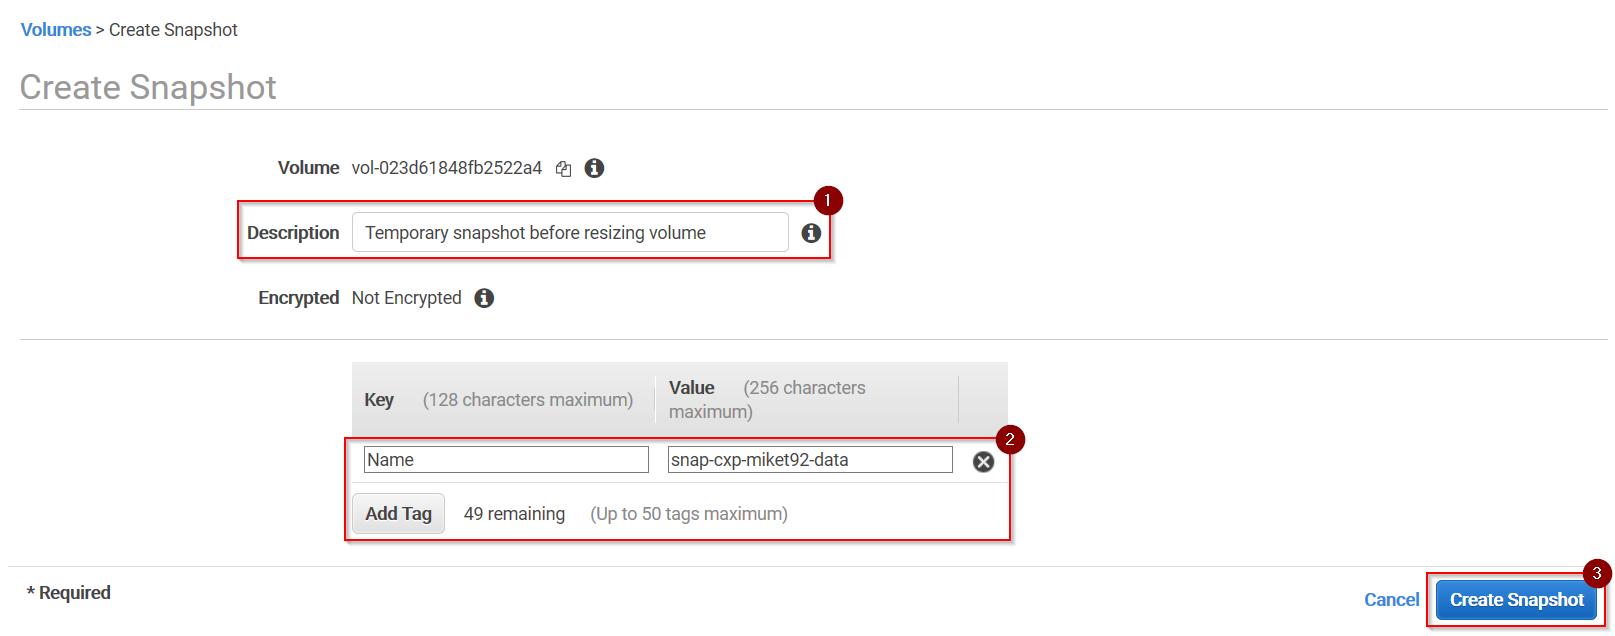 Volumes > Create Snapshot
Create Snapshot
Volume vol-023d61848fb2522a4
1
Description Temporary snapshot before resizing volume
Encrypted Not Encrypted
Key (128 characters maximum) Value (256 characters
maximum)
2
Name snap-cxp-miket92-data
Add Tag 49 remaining (Up to 50 tags maximum)
3
* Required Cancel Create Snapshot